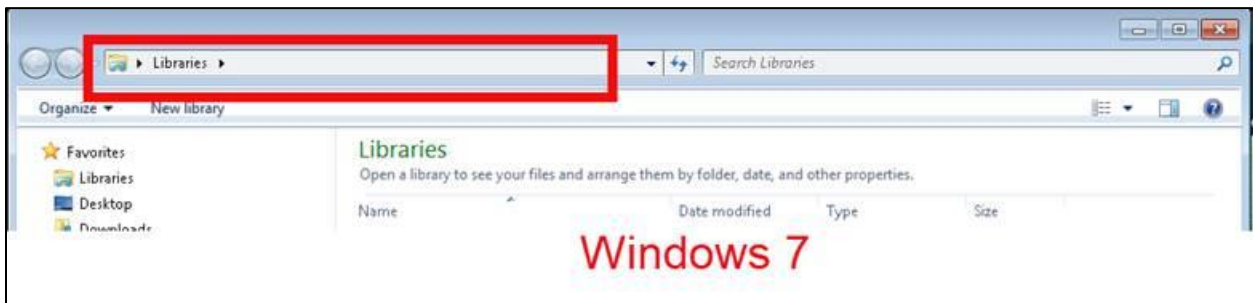 Libraries
Search Libraries
Organize New library
Favorites
Libraries
Desktop
Downloads
Libraries
Open a library to see your files and arrange them by folder, date, and other properties.
Name Date modified Type Size
Windows 7